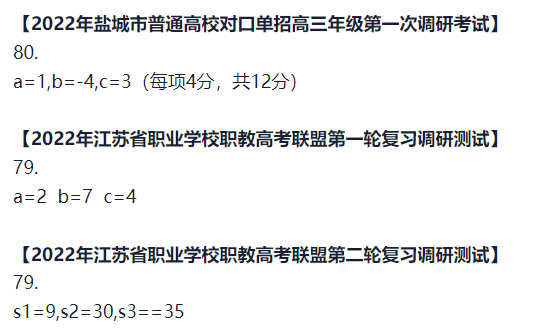 【2022年盐城市普通高校对口单招高三年级第一次调研考试】
80.
a=1,b=-4,c=3（每项4分，共12分）
【2022年江苏省职业学校职教高考联盟第一轮复习调研测试】
79.
a=2 b=7 c=4
【2022年江苏省职业学校职教高考联盟第二轮复习调研测试】
79.
s1=9,s2=30,s3==35